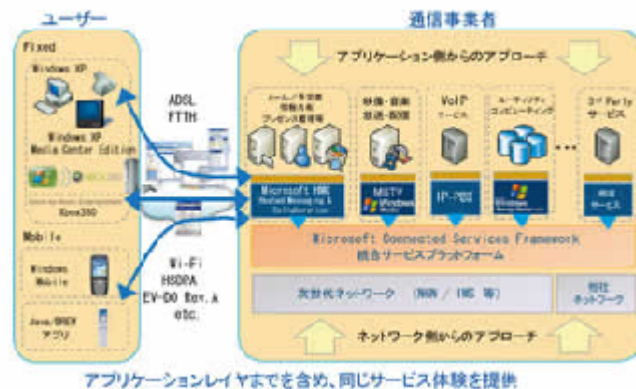 ユーザー
通信事業者
Fixed
Windows XP
Windows XP
Media Center Edition
Xbox360
Mobile
Windows
Mobile
Java/BREW
アプリ
ADSL
FTTH
Wi-Fi
HSDPA
EV-DO Rev.A
etc.
アプリケーション側からのアプローチ
映像・音楽
放送・配信
VoIP
サービス
ユーティリティ
コンピューティング
3rd Party
サービス
Microsoft HMC
Hosted Messaging &
Collaboration
MSTV
Windows
Media
IP-PBX
サービス
Microsoft Connected Services Framework
統合サービスプラットフォーム
次世代ネットワーク (NGN / IMS 等)
他社
ネットワーク
ネットワーク側からのアプローチ
アプリケーションレイヤまでを含め、同じサービス体験を提供